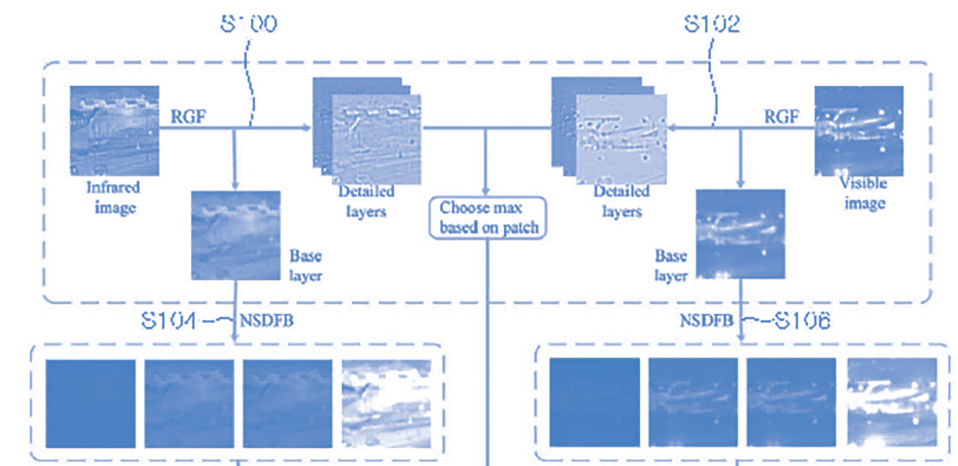 S100
S102
RGF
RGF
Infrared
image
Detailed
layers
Choose max
based on patch
Detailed
layers
Visible
image
Base
layer
Base
layer
S104
NSDFB
NSDFB
S106